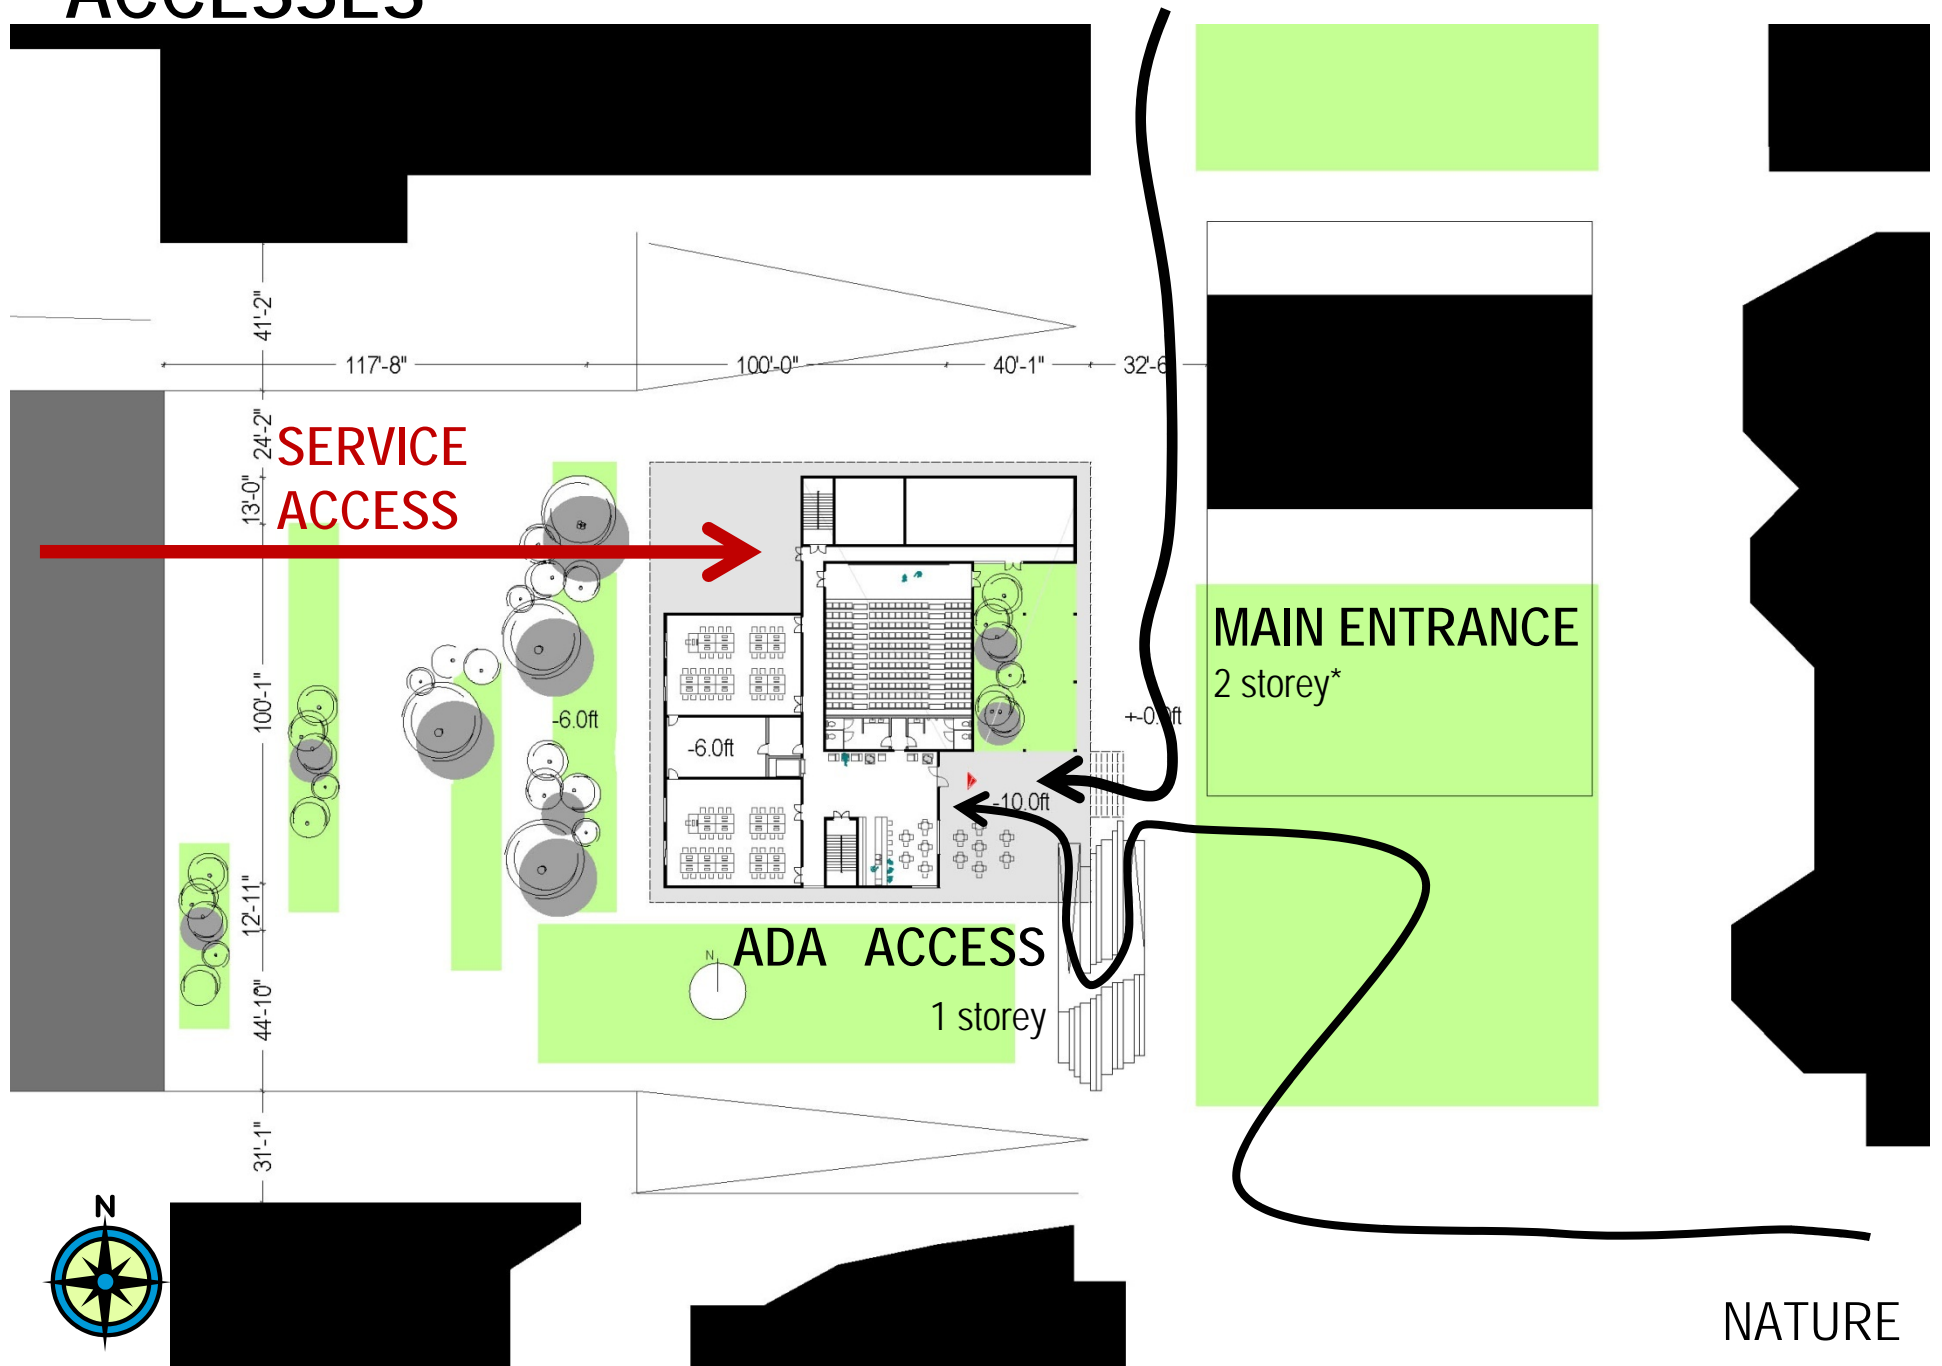 ACCESSES
41'-2"
117'-8"
100'-0"
40'-1"
32'-6
24'-2"
SERVICE
ACCESS
13'-0"
MAIN ENTRANCE
2 storey*
100'-1"
-6.0ft
-6.0ft
+-0.0ft
-10.0ft
12'-11"
ADA ACCESS
N
1 storey
44'-10"
31'-1"
N
NATURE